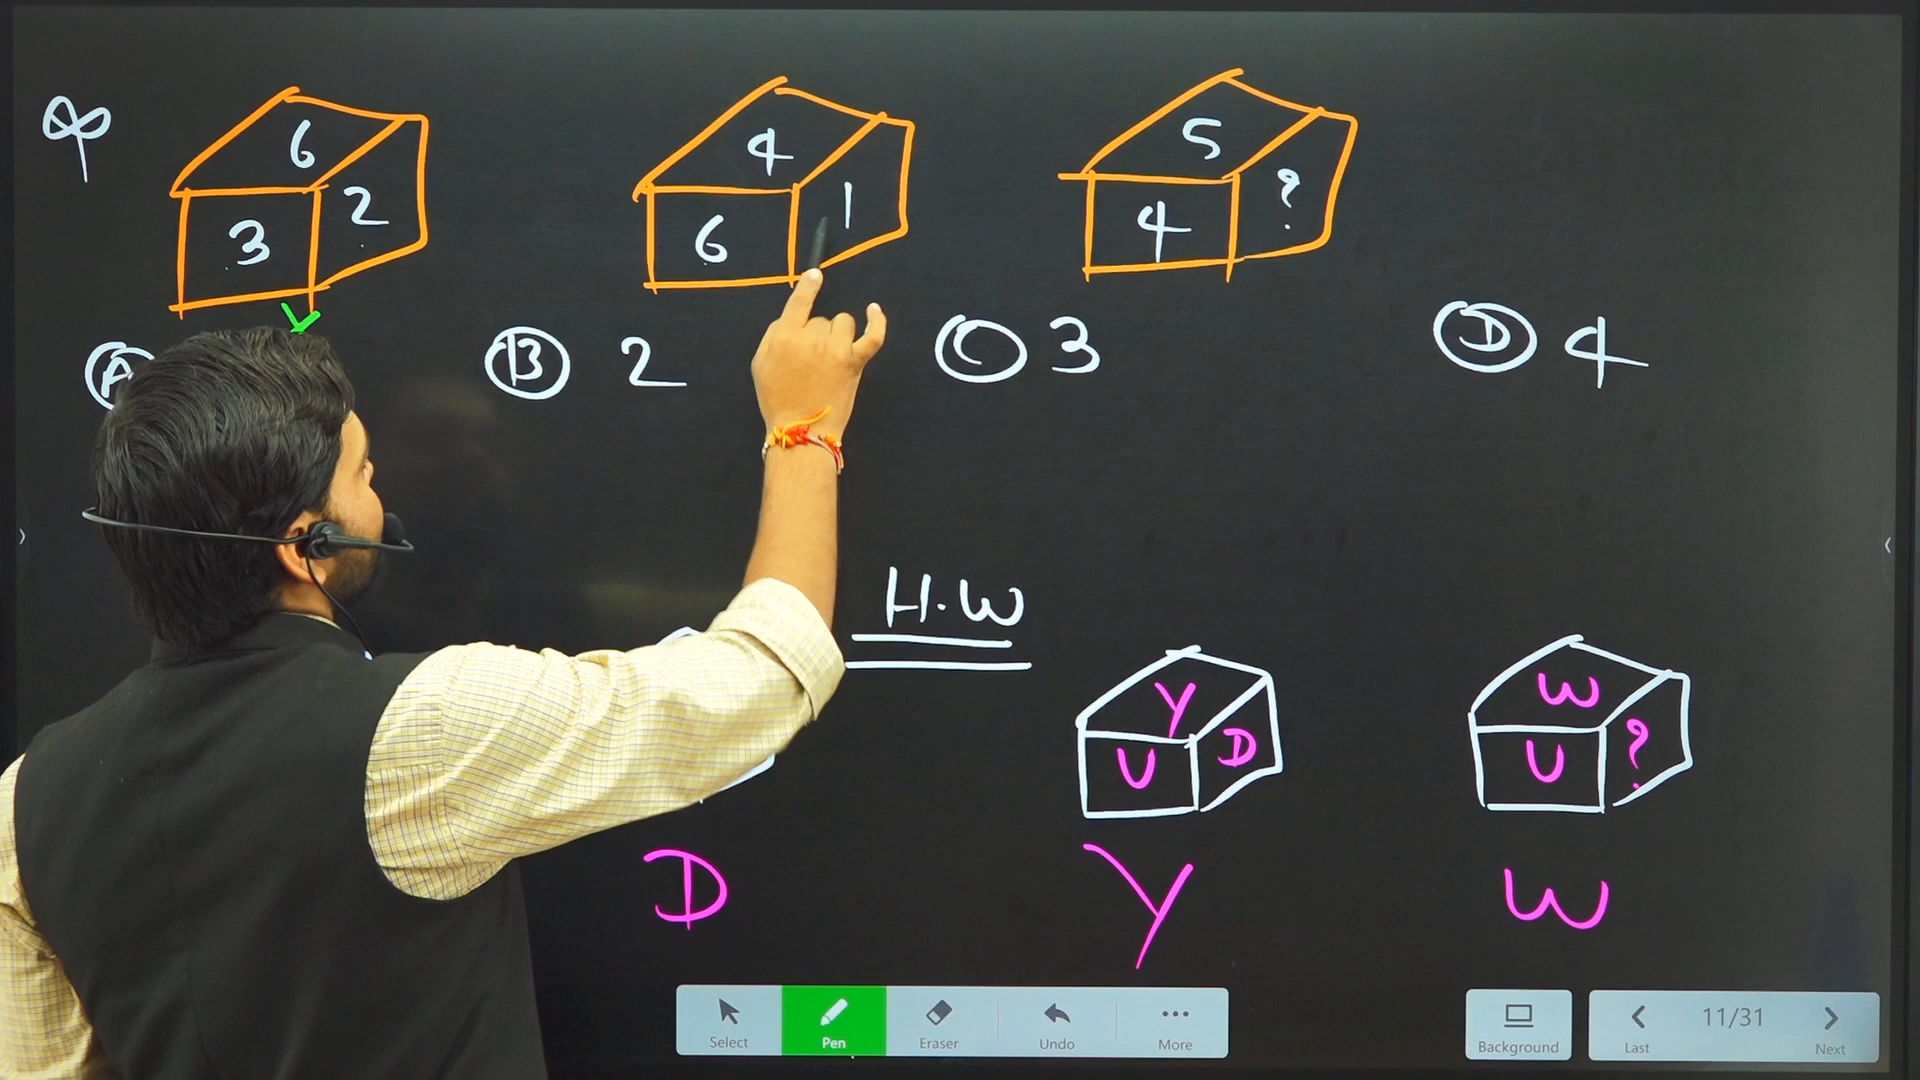 6 3 2
4 6 1
5 4 ?
B 2
C 3
D 4
H.W
Y U D
W U ?
D Y W
Select Pen Eraser Undo More
Background
11/31
Last Next